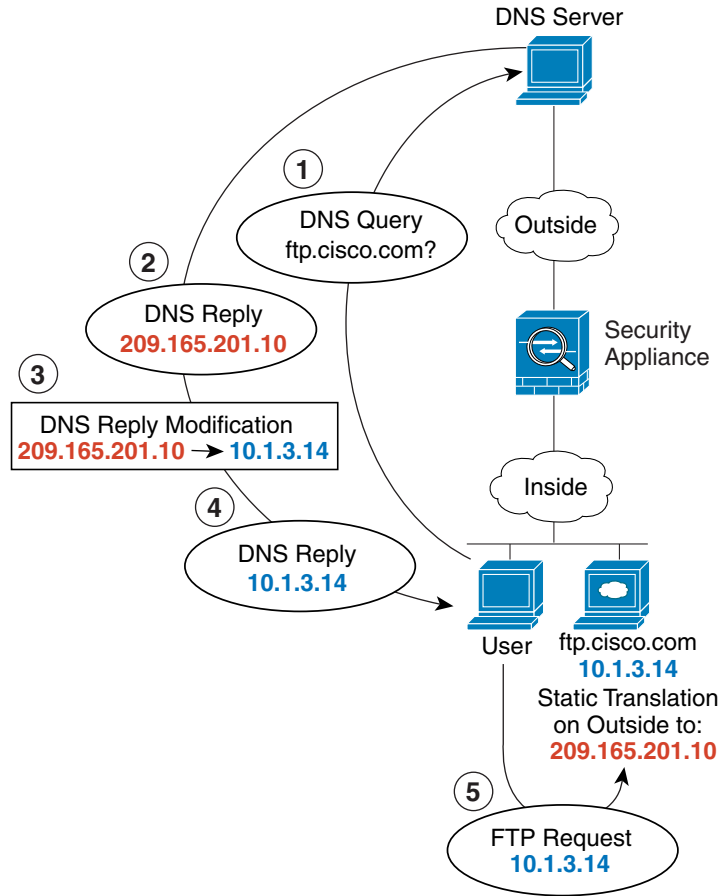 DNS Server
1
DNS Query
ftp.cisco.com?
Outside
2
DNS Reply
209.165.201.10
Security
Appliance
3
DNS Reply Modification
209.165.201.10 → 10.1.3.14
Inside
4
DNS Reply
10.1.3.14
User
ftp.cisco.com
10.1.3.14
Static Translation
on Outside to:
209.165.201.10
5
FTP Request
10.1.3.14